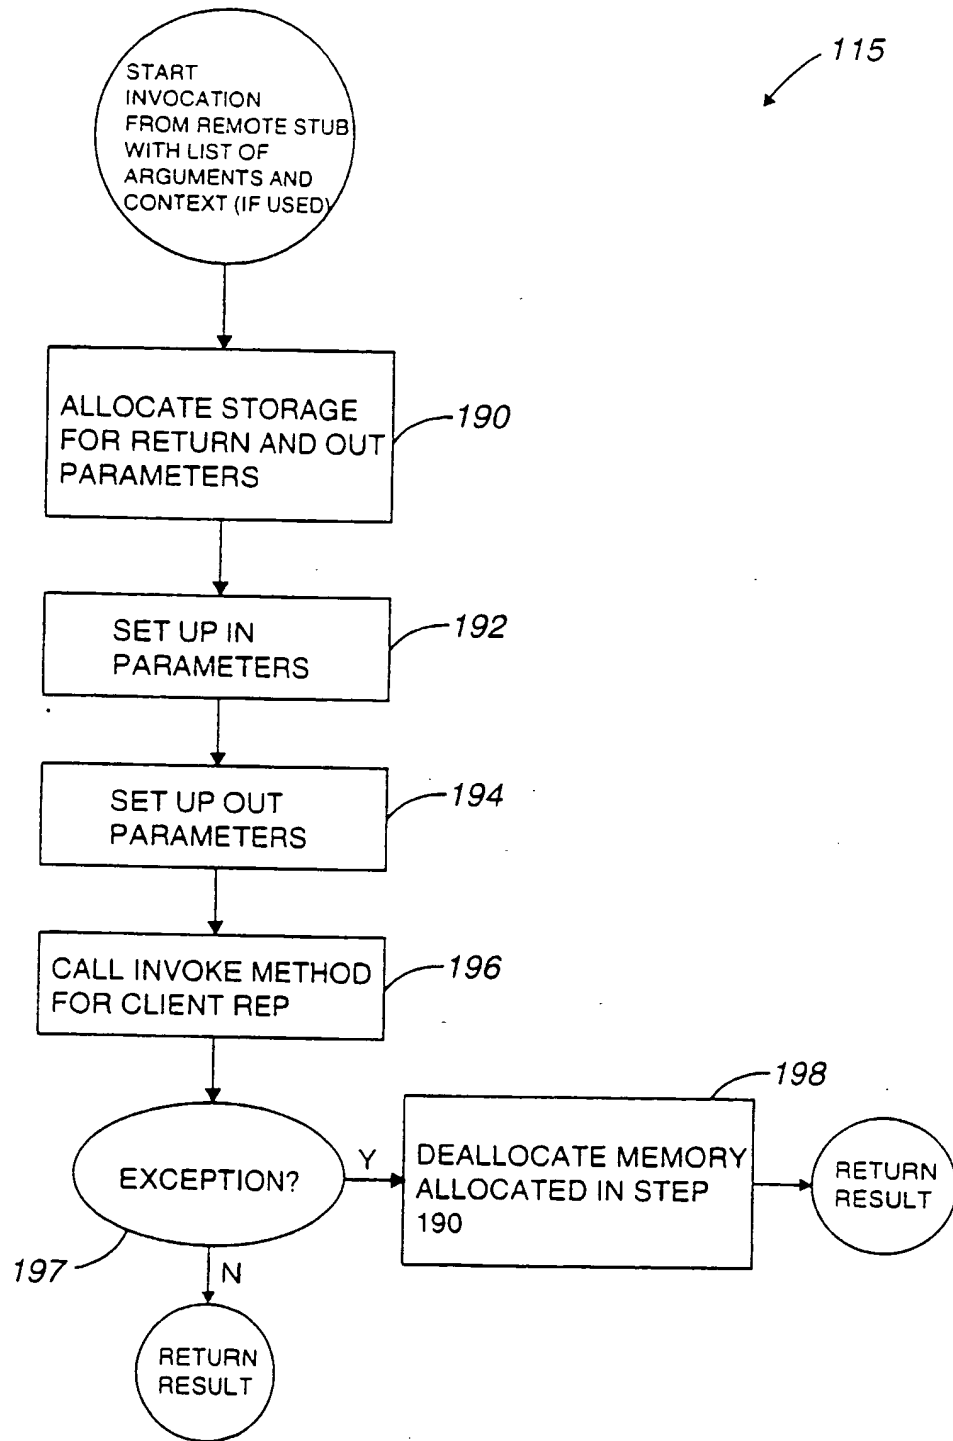 115
START
INVOCATION
FROM REMOTE STUB
WITH LIST OF
ARGUMENTS AND
CONTEXT (IF USED)
ALLOCATE STORAGE
FOR RETURN AND OUT
PARAMETERS
190
SET UP IN
PARAMETERS
192
SET UP OUT
PARAMETERS
194
CALL INVOKE METHOD
FOR CLIENT REP
196
EXCEPTION?
197
Y
N
198
DEALLOCATE MEMORY
ALLOCATED IN STEP
190
RETURN
RESULT
RETURN
RESULT